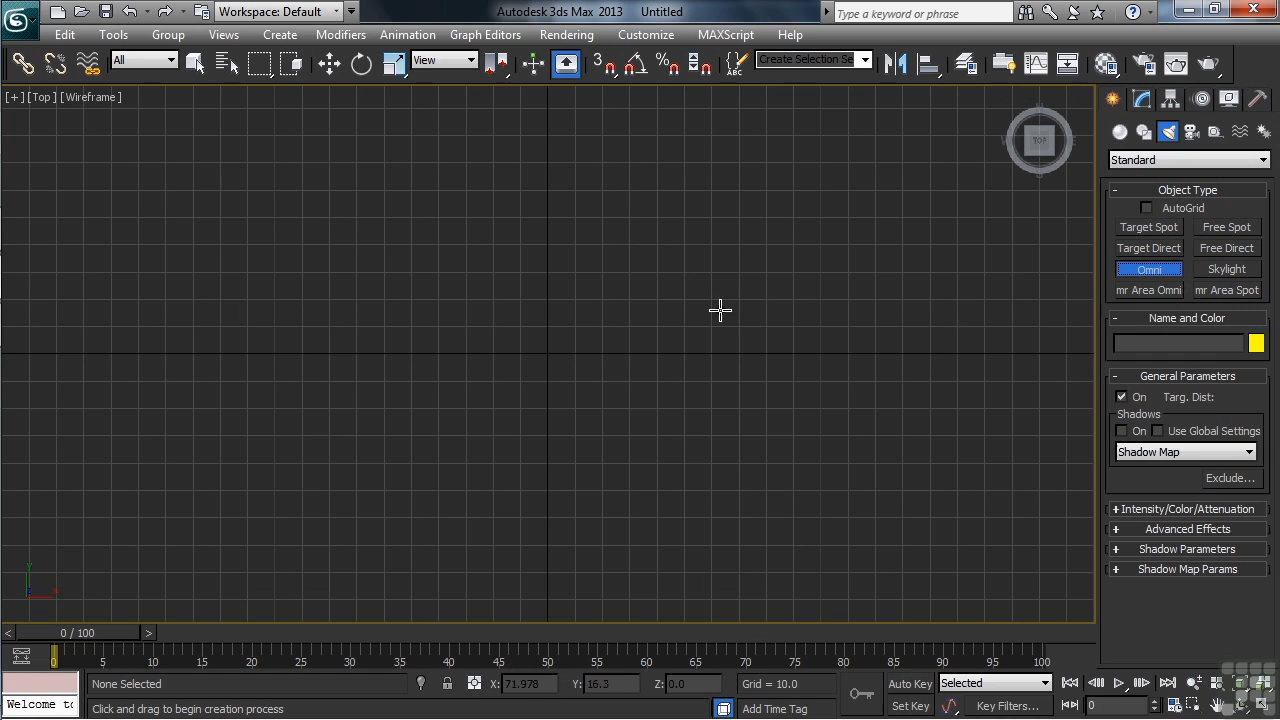 Workspace: Default
Autodesk 3ds Max 2013 Untitled
Type a keyword or phrase
Edit Tools Group Views Create Modifiers Animation Graph Editors Rendering Customize MAXScript Help
All
View
3
%
ABC
Create Selection Se
[+] [Top] [Wireframe]
TOP
Standard
- Object Type
AutoGrid
Target Spot Free Spot
Target Direct Free Direct
Omni Skylight
mr Area Omni mr Area Spot
- Name and Color
- General Parameters
On Targ. Dist:
Shadows
On Use Global Settings
Shadow Map
Exclude...
+ Intensity/Color/Attenuation
+ Advanced Effects
+ Shadow Parameters
+ Shadow Map Params
< 0 / 100 >
0 5 10 15 20 25 30 35 40 45 50 55 60 65 70 75 80 85 90 95 100
None Selected X: 71.978 Y: 16.3 Z: 0.0 Grid = 10.0 Auto Key Selected
Welcome to Click and drag to begin creation process Add Time Tag Set Key Key Filters... 0